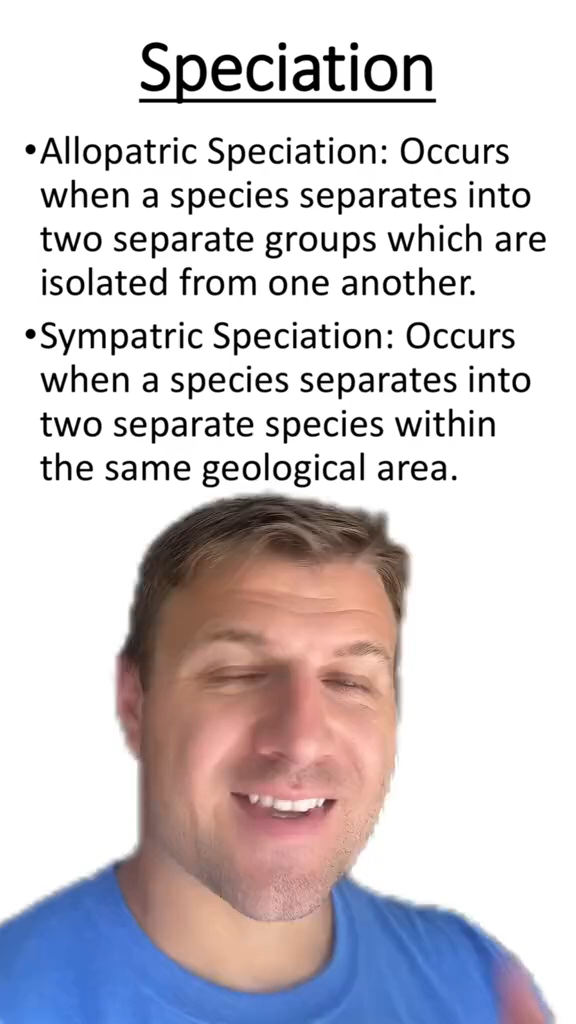 Speciation
•Allopatric Speciation: Occurs
when a species separates into
two separate groups which are
isolated from one another.
•Sympatric Speciation: Occurs
when a species separates into
two separate species within
the same geological area.